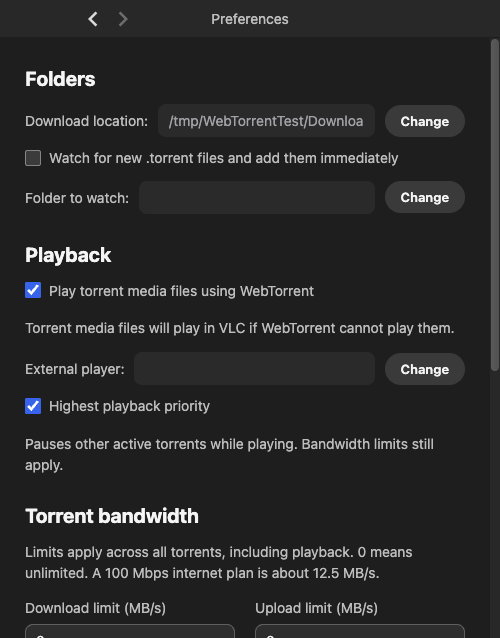 Preferences
Folders
Download location: /tmp/WebTorrentTest/Downloa Change
Watch for new .torrent files and add them immediately
Folder to watch: Change
Playback
Play torrent media files using WebTorrent
Torrent media files will play in VLC if WebTorrent cannot play them.
External player: Change
Highest playback priority
Pauses other active torrents while playing. Bandwidth limits still
apply.
Torrent bandwidth
Limits apply across all torrents, including playback. 0 means
unlimited. A 100 Mbps internet plan is about 12.5 MB/s.
Download limit (MB/s) Upload limit (MB/s)